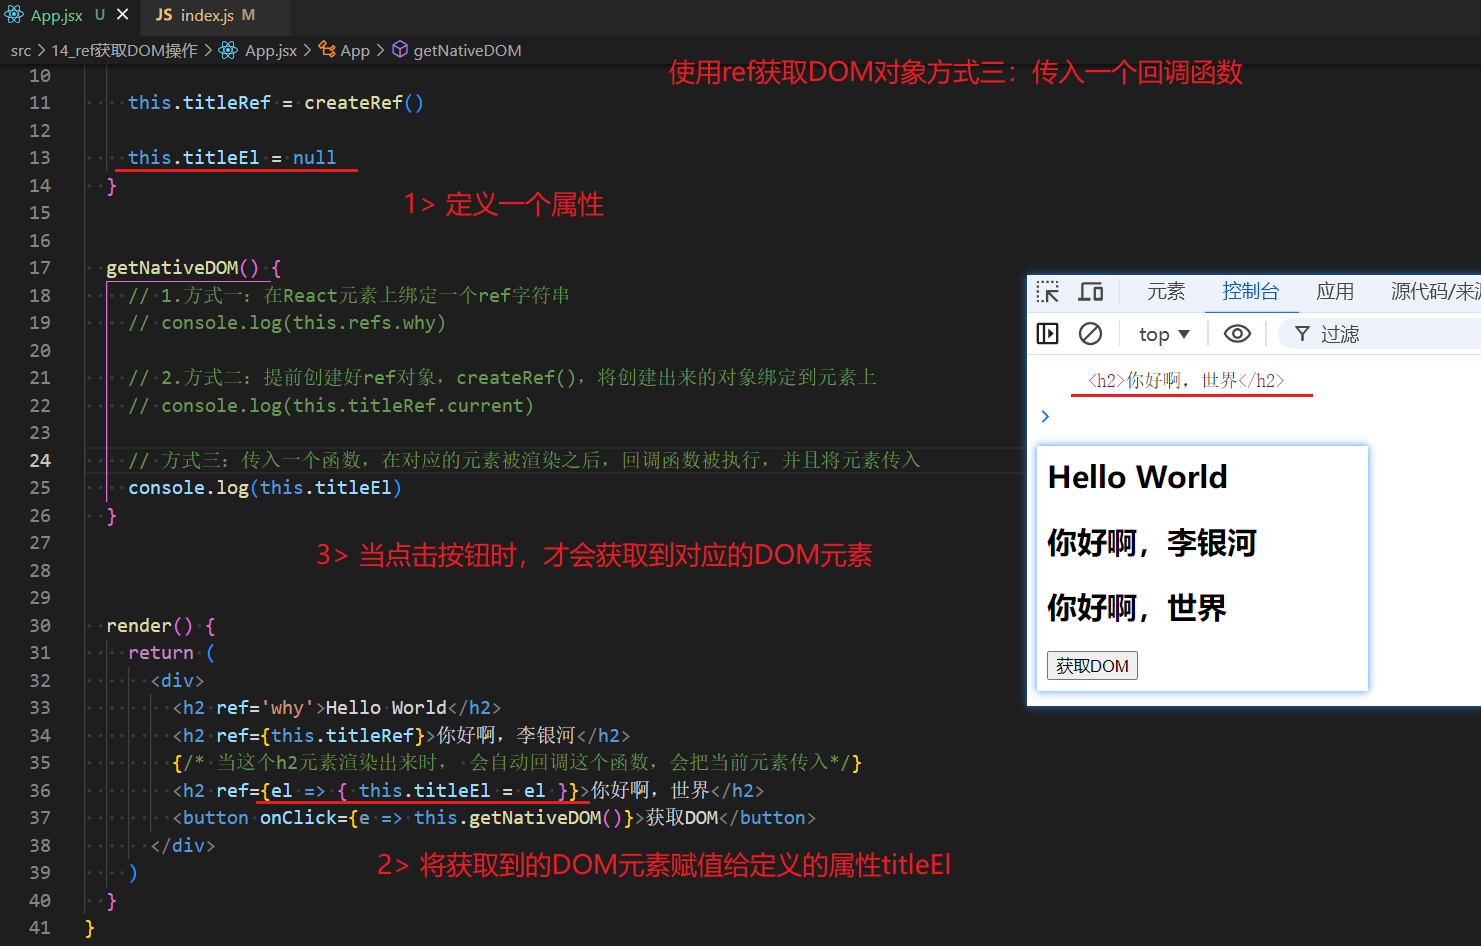 App.jsx U × JS index.js M
src > 14_ref获取DOM操作 > App.jsx > App > getNativeDOM
使用ref获取DOM对象方式三：传入一个回调函数
10
11 this.titleRef = createRef()
12
13 this.titleEl = null
14 }
1> 定义一个属性
15
16
17 getNativeDOM() {
18 // 1.方式一：在React元素上绑定一个ref字符串
19 // console.log(this.refs.why)
20
21 // 2.方式二：提前创建好ref对象，createRef()，将创建出来的对象绑定到元素上
22 // console.log(this.titleRef.current)
23
24 // 方式三：传入一个函数，在对应的元素被渲染之后，回调函数被执行，并且将元素传入
25 console.log(this.titleEl)
26 }
27
3> 当点击按钮时，才会获取到对应的DOM元素
28
29
30 render() {
31 return (
32 <div>
33 <h2 ref='why'>Hello World</h2>
34 <h2 ref={this.titleRef}>你好啊，李银河</h2>
35 {/* 当这个h2元素渲染出来时， 会自动回调这个函数，会把当前元素传入*/}
36 <h2 ref={el => { this.titleEl = el }}>你好啊，世界</h2>
37 <button onClick={e => this.getNativeDOM()}>获取DOM</button>
38 </div>
2> 将获取到的DOM元素赋值给定义的属性titleEl
39 )
40 }
41 }
元素 控制台 应用 源代码/来源
top ▼ 过滤
<h2>你好啊，世界</h2>
>
Hello World
你好啊，李银河
你好啊，世界
获取DOM